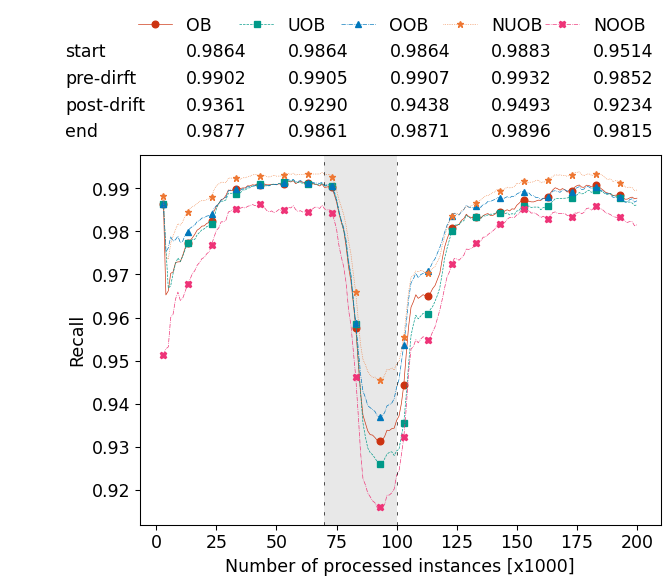 OB UOB OOB NUOB NOOB
start 0.9864 0.9864 0.9864 0.9883 0.9514
pre-dirft 0.9902 0.9905 0.9907 0.9932 0.9852
post-drift 0.9361 0.9290 0.9438 0.9493 0.9234
end 0.9877 0.9861 0.9871 0.9896 0.9815
0.99
0.98
0.97
0.96
0.95
0.94
0.93
0.92
Recall
0 25 50 75 100 125 150 175 200
Number of processed instances [x1000]